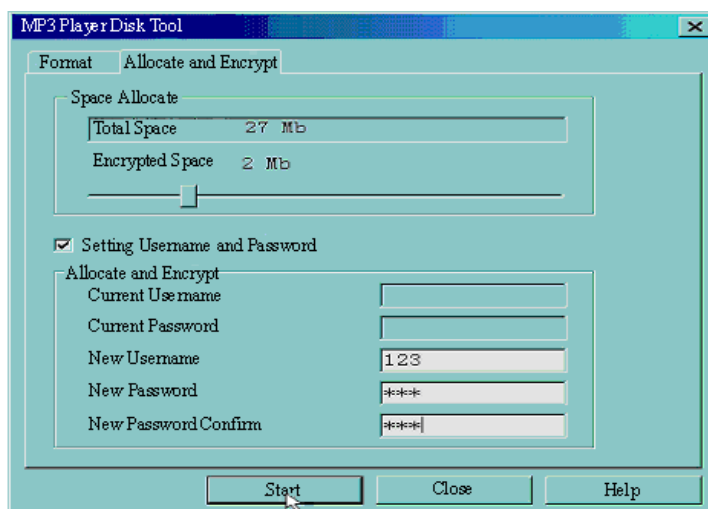 MP3 Player Disk Tool
Format Allocate and Encrypt
Space Allocate
Total Space 27 Mb
Encrypted Space 2 Mb
Setting Username and Password
Allocate and Encrypt
Current Username
Current Password
New Username 123
New Password ***
New Password Confirm ***
Start Close Help